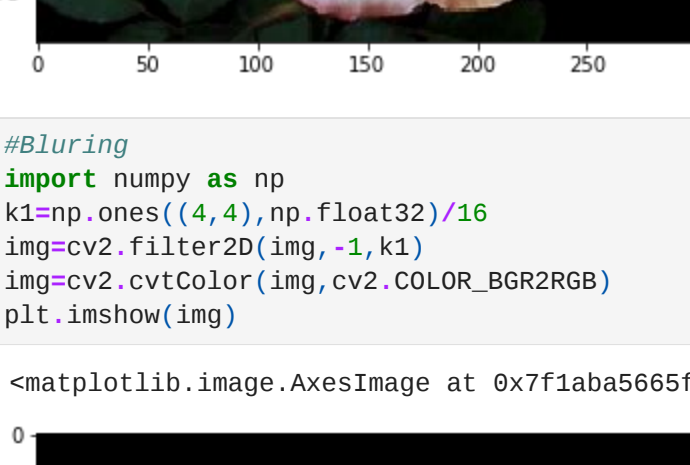 0 50 100 150 200 250
#Bluring
import numpy as np
k1=np.ones((4,4),np.float32)/16
img=cv2.filter2D(img,-1,k1)
img=cv2.cvtColor(img,cv2.COLOR_BGR2RGB)
plt.imshow(img)
<matplotlib.image.AxesImage at 0x7f1aba5665f
0